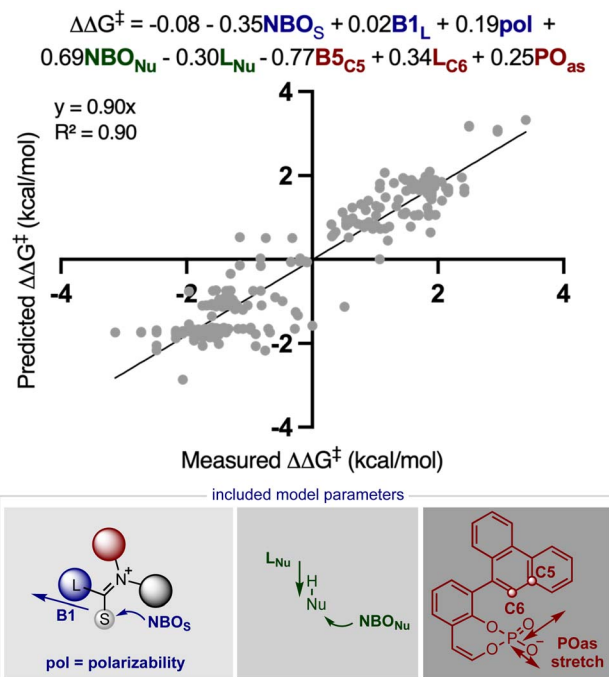 ΔΔG‡ = -0.08 - 0.35NBOS + 0.02B1L + 0.19pol +
0.69NBONu - 0.30LNu - 0.77B5C5 + 0.34LC6 + 0.25POas
y = 0.90x
R² = 0.90
4
2
-4
-2
2
4
-2
-4
Predicted ΔΔG‡ (kcal/mol)
Measured ΔΔG‡ (kcal/mol)
included model parameters
L
N+
B1
S
NBOS
pol = polarizability
LNu
H
Nu
NBONu
C5
C6
O
O
P
O
O−
POas
stretch